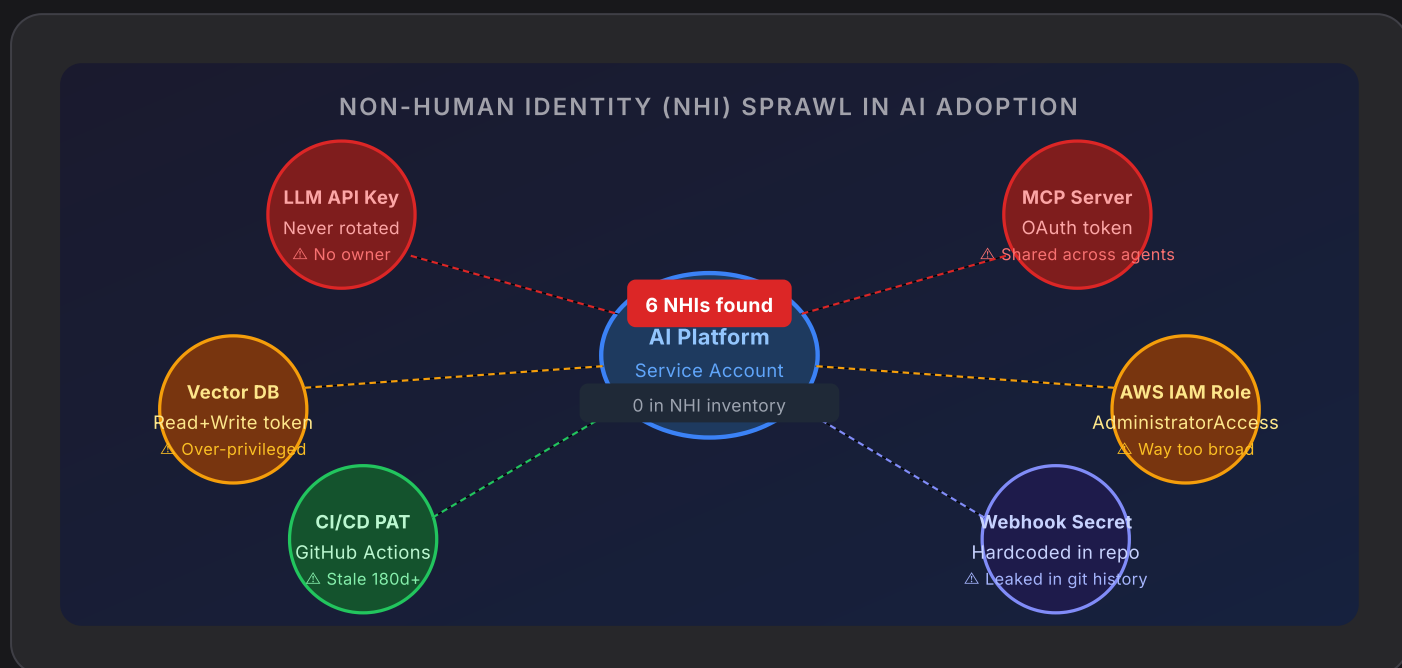 NON-HUMAN IDENTITY (NHI) SPRAWL IN AI ADOPTION
LLM API Key
Never rotated
⚠ No owner
MCP Server
OAuth token
⚠ Shared across agents
6 NHIs found
AI Platform
Service Account
0 in NHI inventory
Vector DB
Read+Write token
⚠ Over-privileged
AWS IAM Role
AdministratorAccess
⚠ Way too broad
CI/CD PAT
GitHub Actions
⚠ Stale 180d+
Webhook Secret
Hardcoded in repo
⚠ Leaked in git history